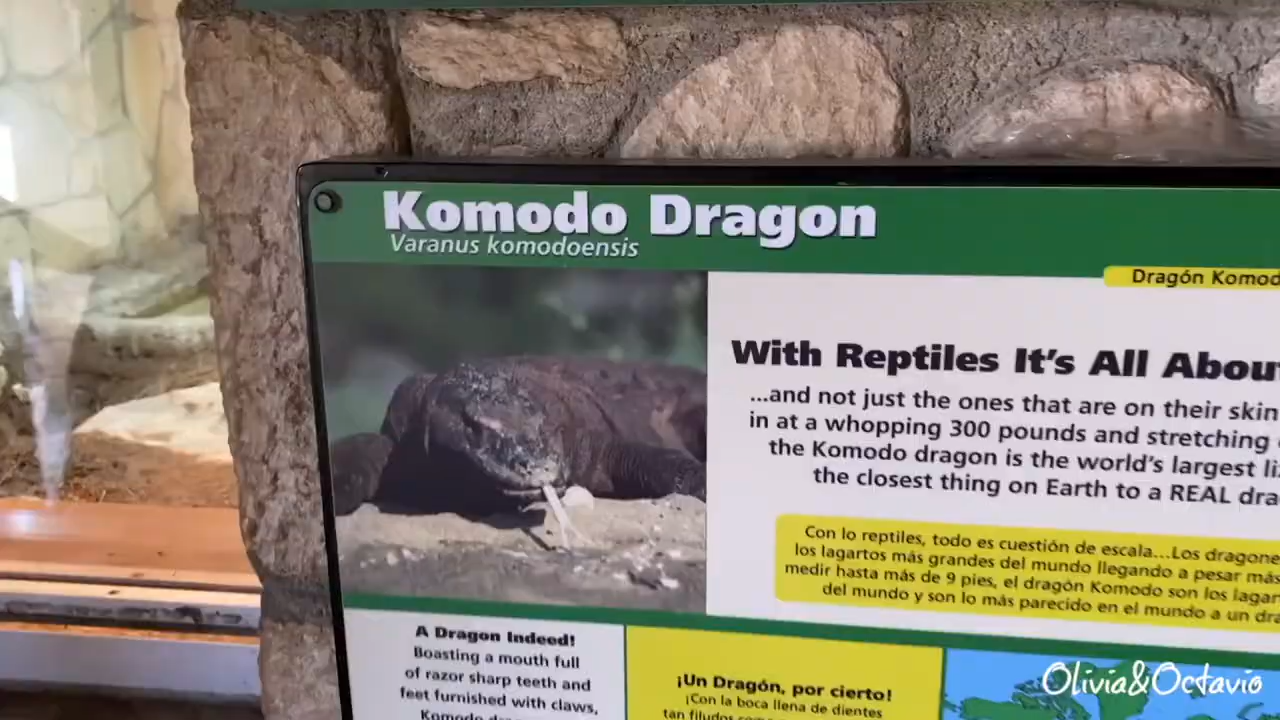 Komodo Dragon
Varanus komodoensis
Dragón Komod
With Reptiles It's All Abou
...and not just the ones that are on their skin
in at a whopping 300 pounds and stretching
the Komodo dragon is the world's largest li
the closest thing on Earth to a REAL dra
Con lo reptiles, todo es cuestión de escala...Los dragone
los lagartos más grandes del mundo llegando a pesar más
medir hasta más de 9 pies, el dragón Komodo son los lagar
del mundo y son lo más parecido en el mundo a un dra
A Dragon Indeed!
Boasting a mouth full
of razor sharp teeth and
feet furnished with claws,
Komodo dra
¡Un Dragón, por cierto!
¡Con la boca llena de dientes
tan filudos com
Olivia&Octavio